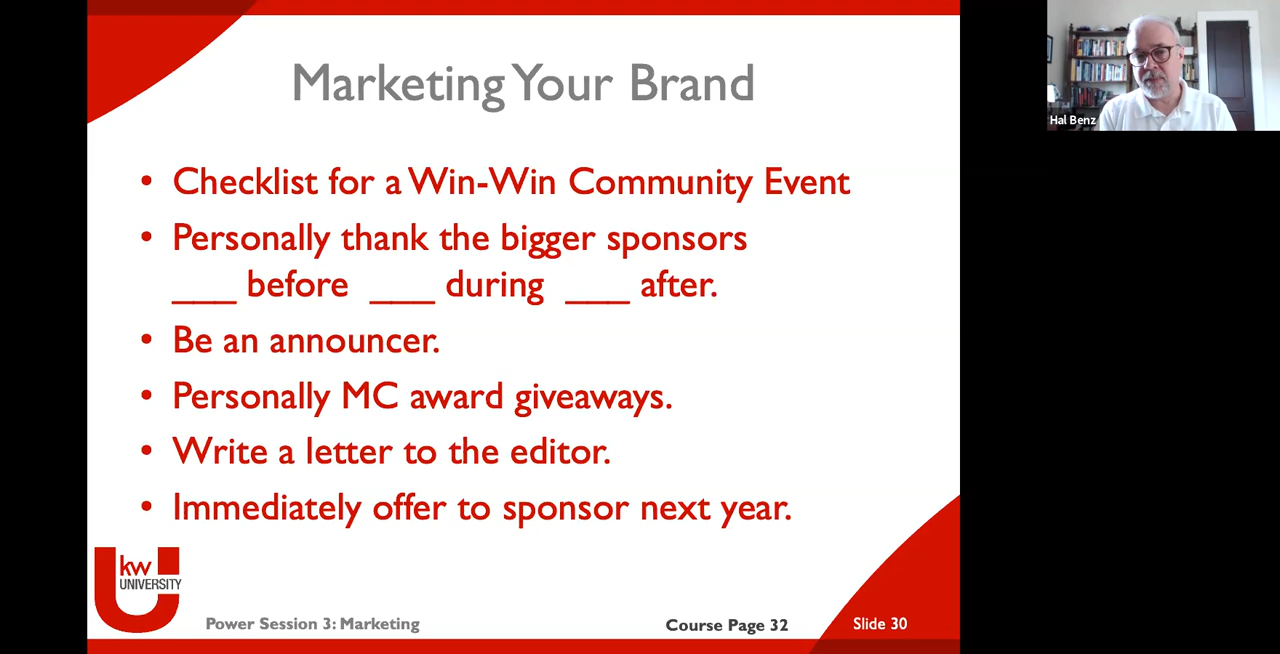 Marketing Your Brand
Hal Benz
• Checklist for a Win-Win Community Event
• Personally thank the bigger sponsors
___ before ___ during ___ after.
• Be an announcer.
• Personally MC award giveaways.
• Write a letter to the editor.
• Immediately offer to sponsor next year.
kw
UNIVERSITY
Power Session 3: Marketing
Course Page 32
Slide 30